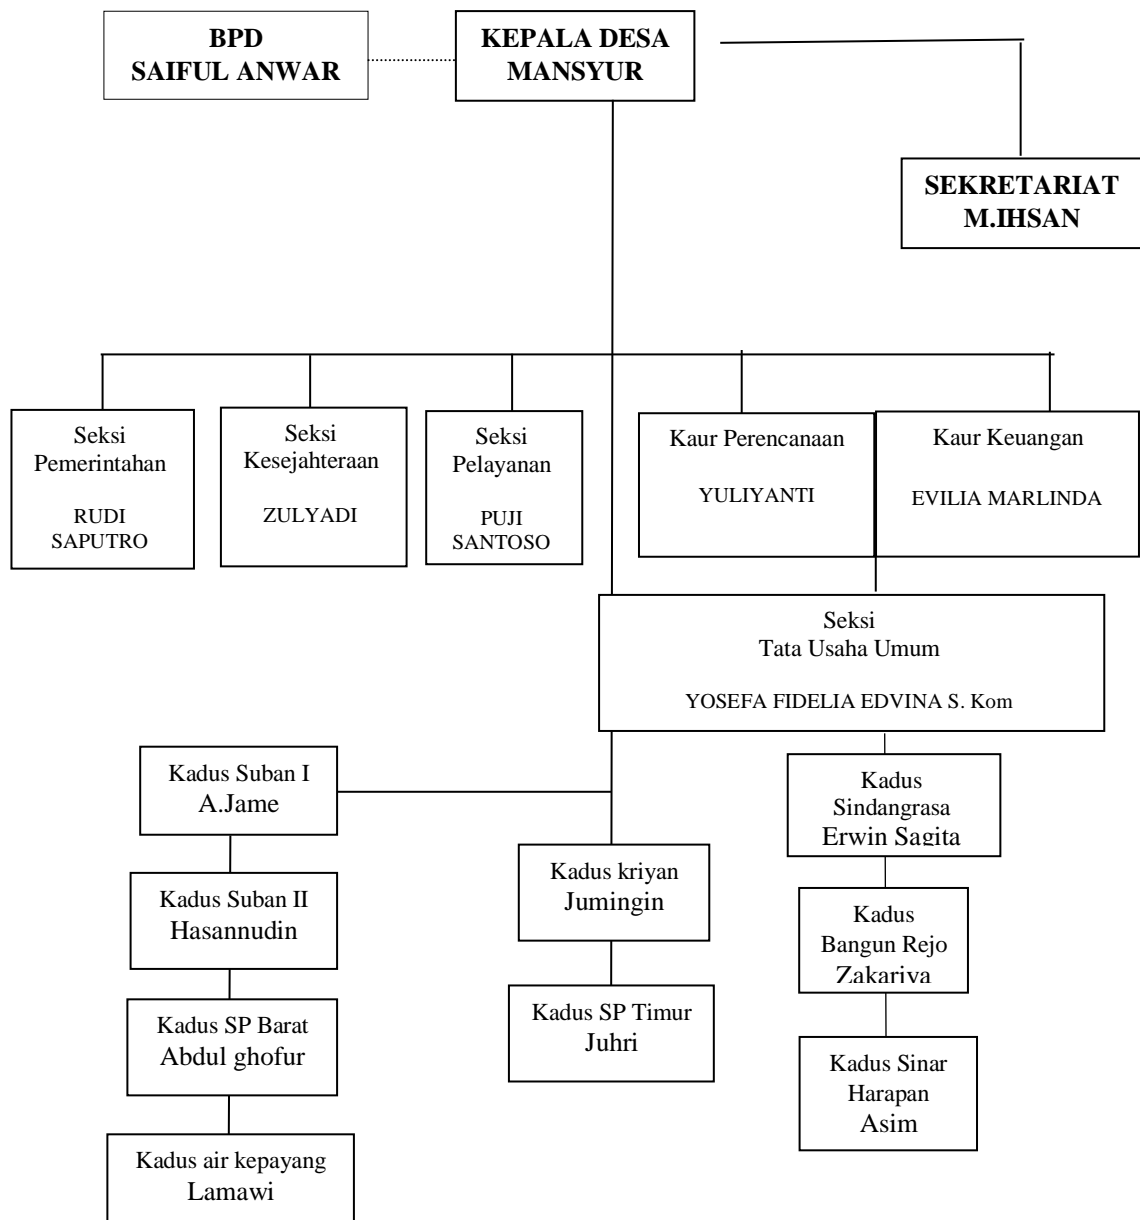 BPD
SAIFUL ANWAR
KEPALA DESA
MANSYUR
SEKRETARIAT
M.IHSAN
Seksi
Pemerintahan
RUDI
SAPUTRO
Seksi
Kesejahteraan
ZULYADI
Seksi
Pelayanan
PUJI
SANTOSO
Kaur Perencanaan
YULIYANTI
Kaur Keuangan
EVILIA MARLINDA
Seksi
Tata Usaha Umum
YOSEFA FIDELIA EDVINA S. Kom
Kadus Suban I
A.Jame
Kadus Suban II
Hasannudin
Kadus SP Barat
Abdul ghofur
Kadus air kepayang
Lamawi
Kadus kriyan
Jumingin
Kadus SP Timur
Juhri
Kadus
Sindangrasa
Erwin Sagita
Kadus
Bangun Rejo
Zakariya
Kadus Sinar
Harapan
Asim